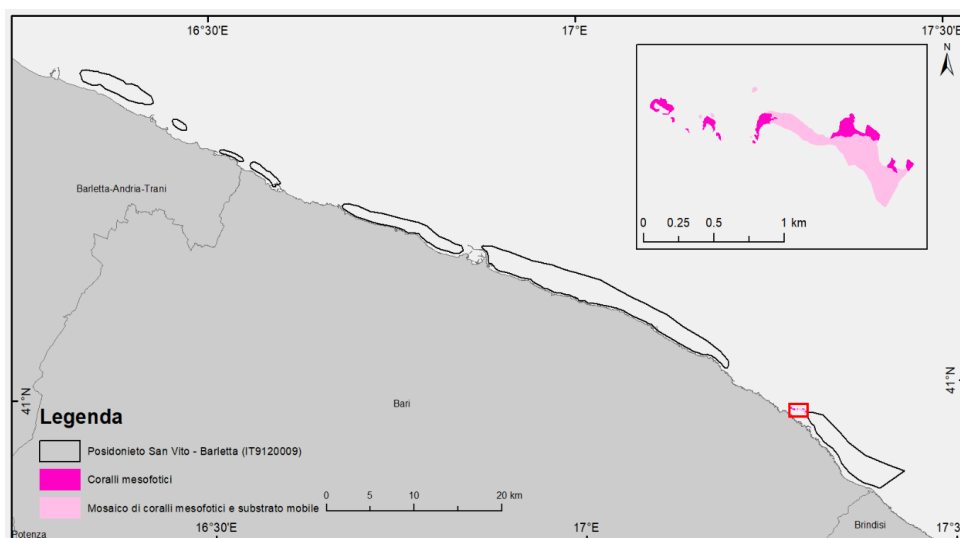 16°30'E
17°E
17°30'E
N
0 0.25 0.5 1 km
Barletta-Andria-Trani
41°N
41°N
Bari
Legenda
Posidonieto San Vito - Barletta (IT9120009)
Coralli mesofotici
Mosaico di coralli mesofotici e substrato mobile
0 5 10 20 km
Brindisi
Potenza
16°30'E
17°E